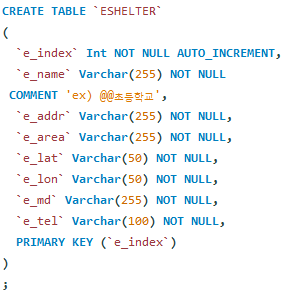 CREATE TABLE `ESHELTER`
(
`e_index` Int NOT NULL AUTO_INCREMENT,
`e_name` Varchar(255) NOT NULL
COMMENT 'ex) @@초등학교',
`e_addr` Varchar(255) NOT NULL,
`e_area` Varchar(255) NOT NULL,
`e_lat` Varchar(50) NOT NULL,
`e_lon` Varchar(50) NOT NULL,
`e_md` Varchar(255) NOT NULL,
`e_tel` Varchar(100) NOT NULL,
PRIMARY KEY (`e_index`)
)
;